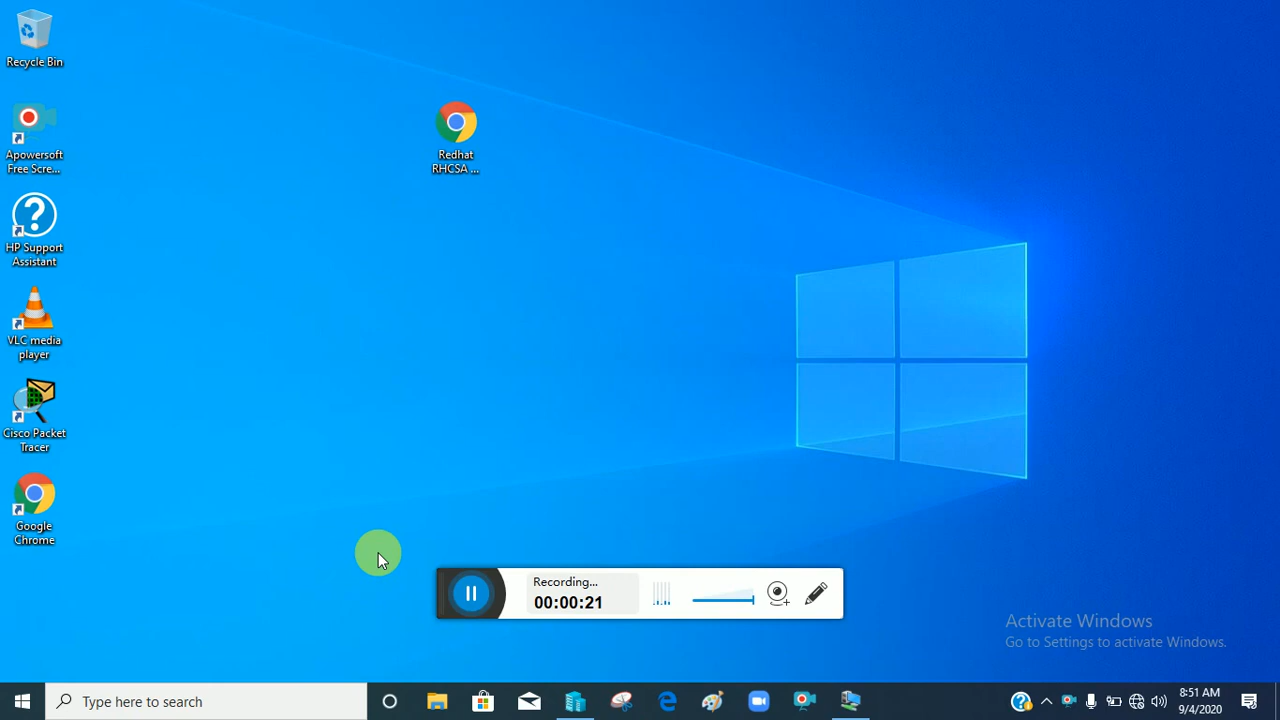 Recycle Bin
Apowersoft
Free Scre...
HP Support
Assistant
VLC media
player
Cisco Packet
Tracer
Google
Chrome
Redhat
RHCSA ...
Recording...
00:00:21
Activate Windows
Go to Settings to activate Windows.
Type here to search
8:51 AM
9/4/2020